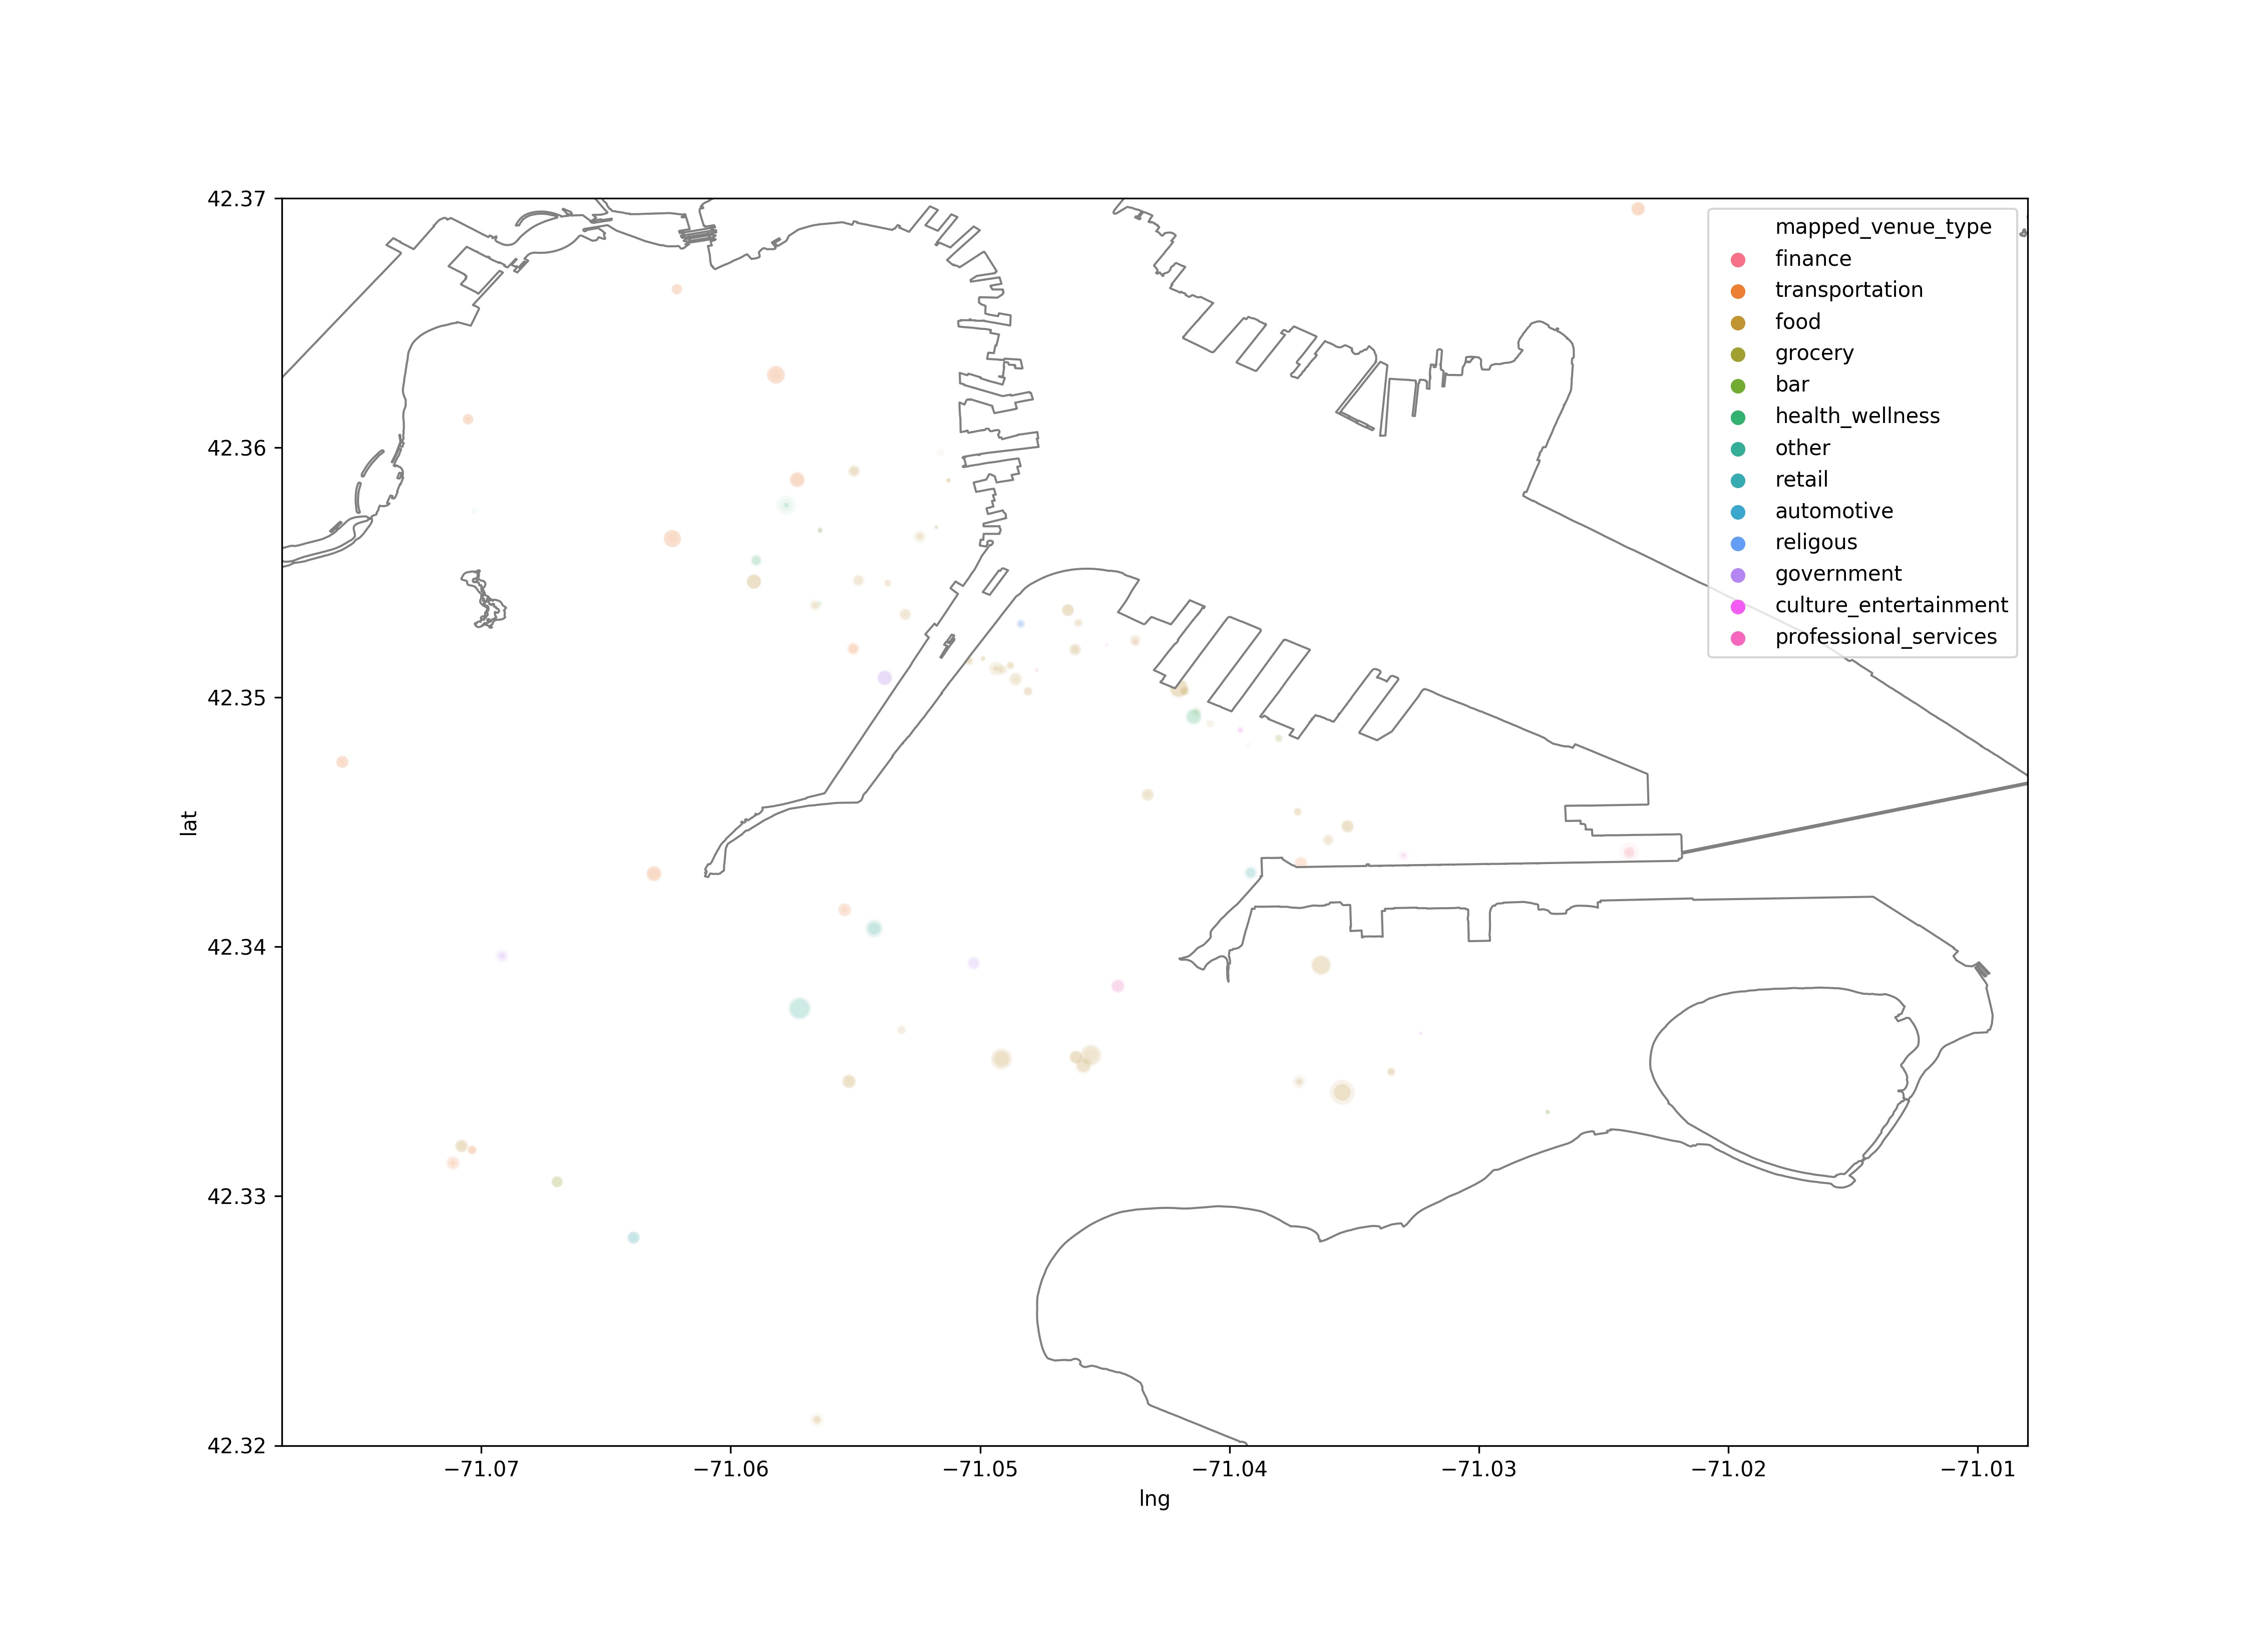 mapped_venue_type
finance
transportation
food
grocery
bar
health_wellness
other
retail
automotive
religous
government
culture_entertainment
professional_services
42.37
42.36
42.35
42.34
42.33
42.32
lat
−71.07
−71.06
−71.05
−71.04
−71.03
−71.02
−71.01
lng